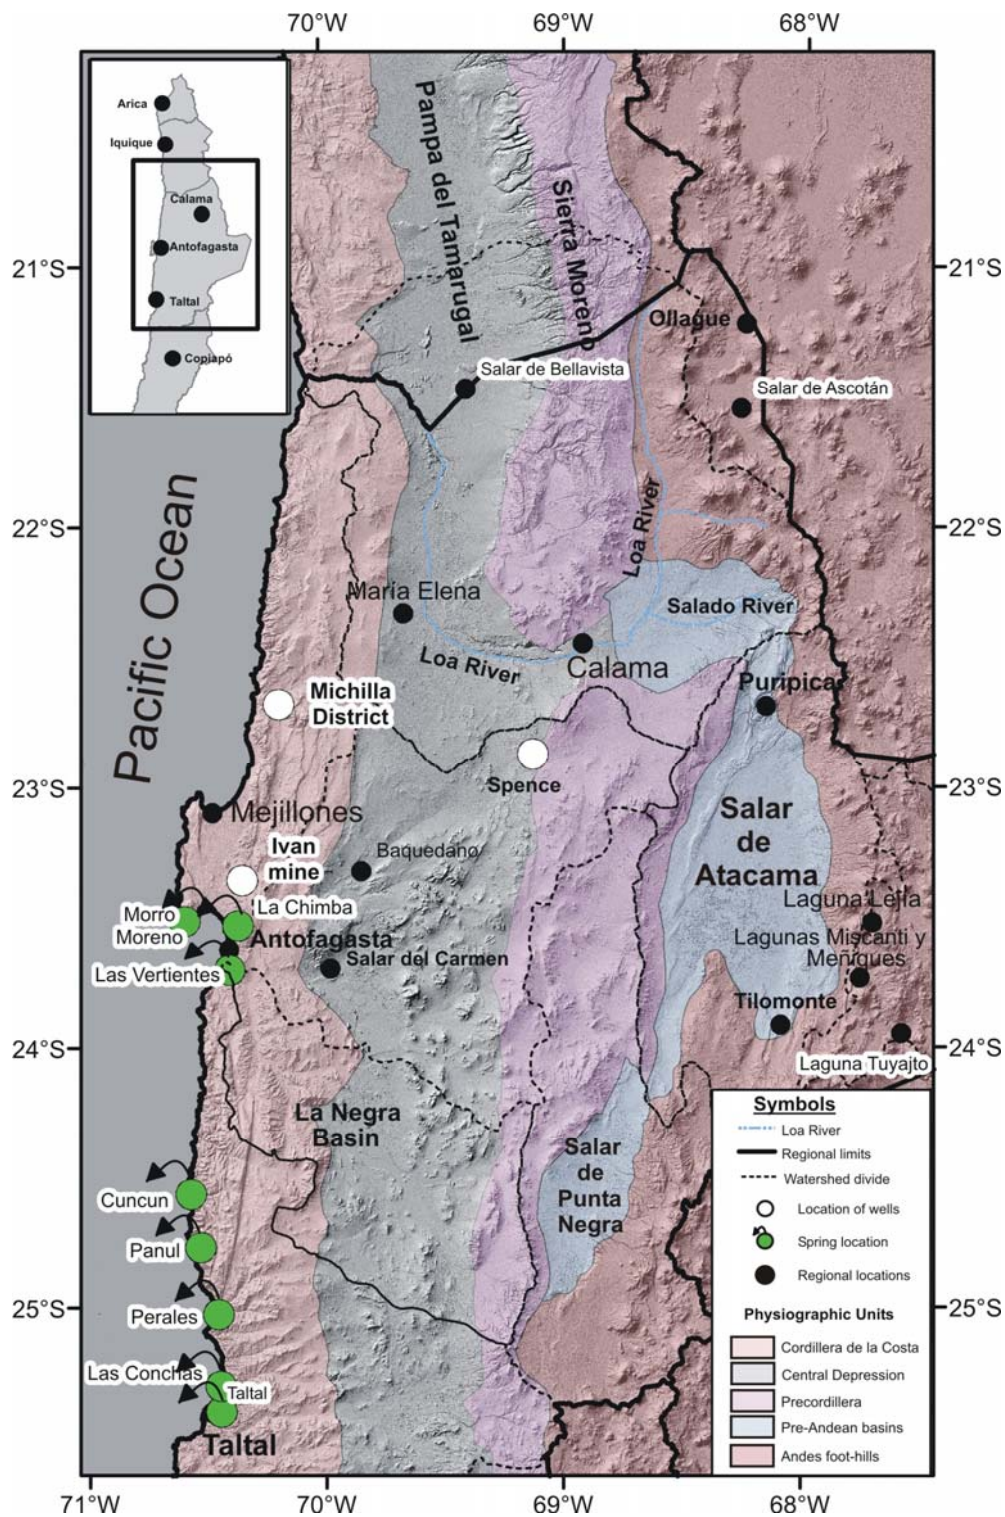 70°W
69°W
68°W
Arica
Iquique
Calama
Antofagasta
Taltal
Copiapó
Pampa del Tamarugal
Sierra Moreno
21°S
21°S
Ollague
Salar de Bellavista
Salar de Ascotán
Pacific Ocean
22°S
22°S
Loa River
María Elena
Salado River
Loa River
Calama
Puripica
Michilla
District
Spence
23°S
23°S
Mejillones
Salar
de
Atacama
Ivan
mine
Baquedano
La Chimba
Morro
Moreno
Laguna Lejía
Antofagasta
Lagunas Miscanti y
Meñiques
Salar del Carmen
Las Vertientes
Tilomonte
24°S
24°S
Laguna Tuyajto
La Negra
Basin
Salar
de
Punta
Negra
Cuncun
Panul
25°S
25°S
Perales
Las Conchas
Taltal
Taltal
Symbols
Loa River
Regional limits
Watershed divide
Location of wells
Spring location
Regional locations
Physiographic Units
Cordillera de la Costa
Central Depression
Precordillera
Pre-Andean basins
Andes foot-hills
71°W
70°W
69°W
68°W